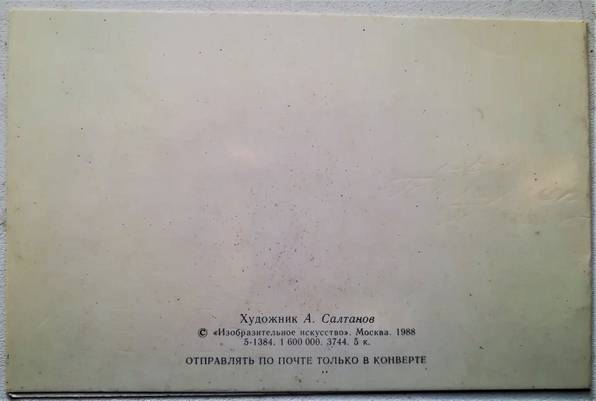 Художник А. Салтанов
© «Изобразительное искусство». Москва. 1988
5-1384. 1 600 000. 3744. 5 к.
ОТПРАВЛЯТЬ ПО ПОЧТЕ ТОЛЬКО В КОНВЕРТЕ